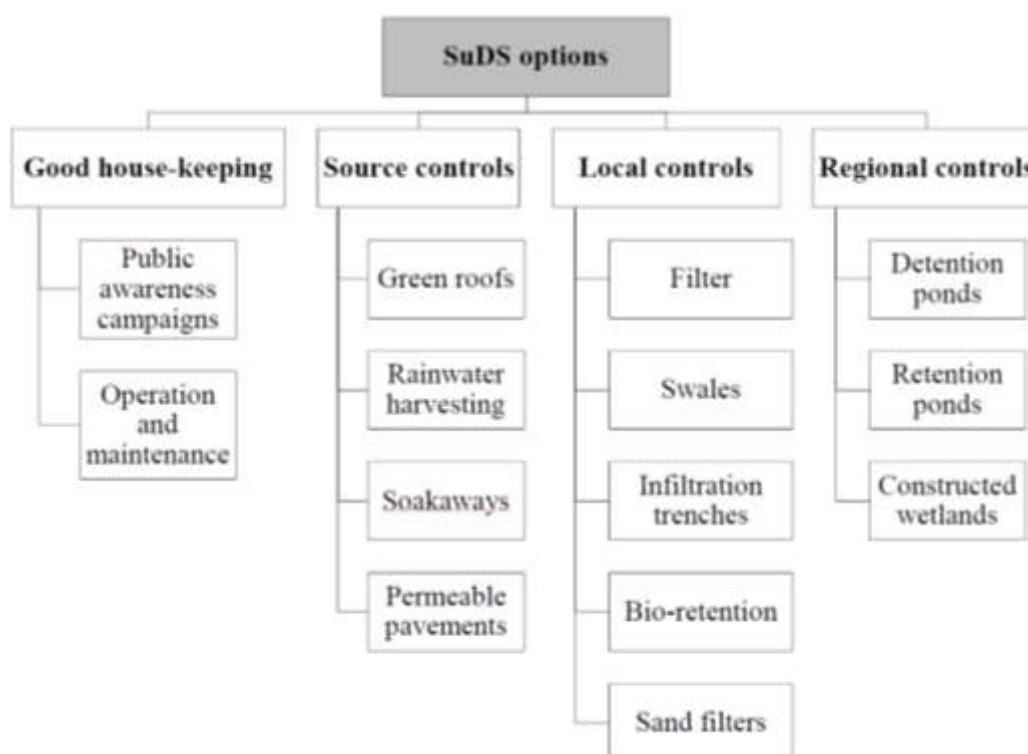 SuDS options
Good house-keeping
Source controls
Local controls
Regional controls
Public
awareness
campaigns
Operation
and
maintenance
Green roofs
Rainwater
harvesting
Soakaways
Permeable
pavements
Filter
Swales
Infiltration
trenches
Bio-retention
Sand filters
Detention
ponds
Retention
ponds
Constructed
wetlands